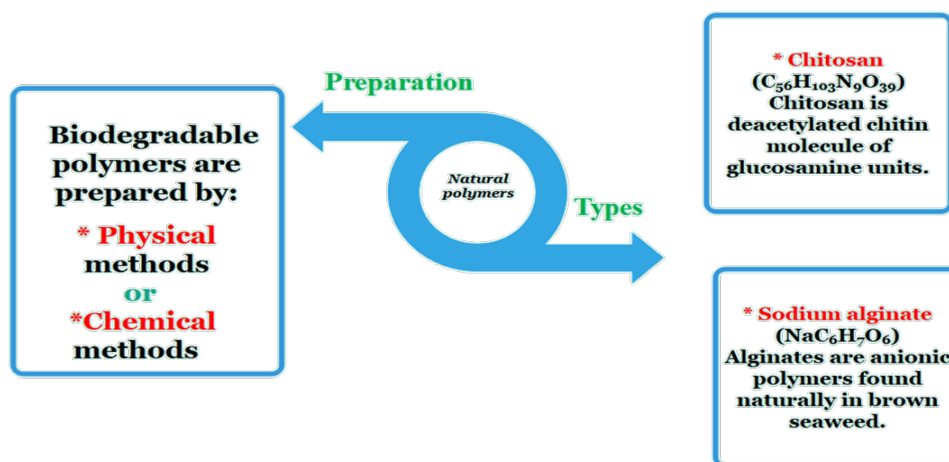 Biodegradable
polymers are
prepared by:
* Physical
methods
or
*Chemical
methods
Preparation
Natural
polymers
Types
* Chitosan
(C₅₆H₁₀₃N₉O₃₉)
Chitosan is
deacetylated chitin
molecule of
glucosamine units.
* Sodium alginate
(NaC₆H₇O₆)
Alginates are anionic
polymers found
naturally in brown
seaweed.